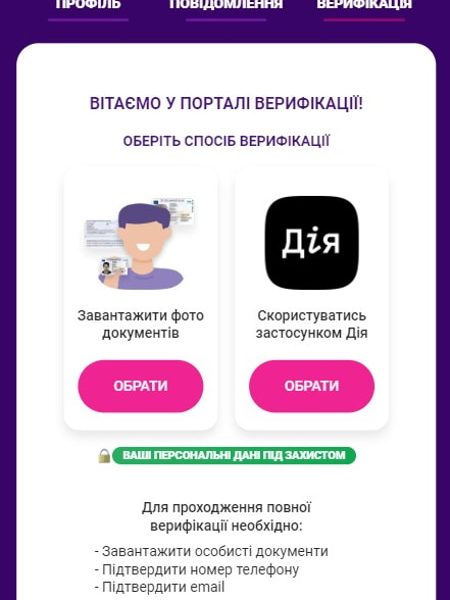 ПРОФІЛЬ ПОВІДОМЛЕННЯ ВЕРИФІКАЦІЯ
ВІТАЄМО У ПОРТАЛІ ВЕРИФІКАЦІЇ!
ОБЕРІТЬ СПОСІБ ВЕРИФІКАЦІЇ
Дія
Завантажити фото
документів
Скористуватись
застосунком Дія
ОБРАТИ
ОБРАТИ
ВАШІ ПЕРСОНАЛЬНІ ДАНІ ПІД ЗАХИСТОМ
Для проходження повної
верифікації необхідно:
- Завантажити особисті документи
- Підтвердити номер телефону
- Підтвердити email